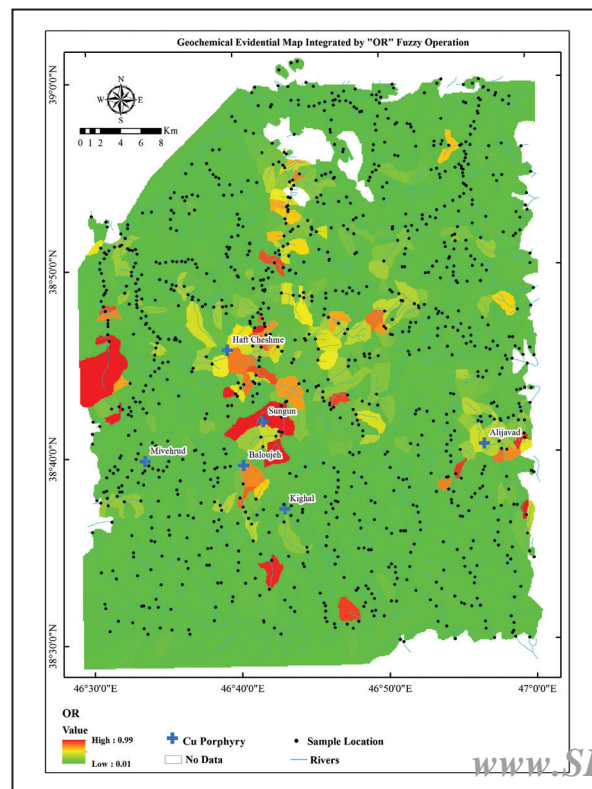 Geochemical Evidential Map Integrated by "OR" Fuzzy Operation
N
W E
S
0 1 2 4 6 8 Km
39°0'0"N
38°50'0"N
38°40'0"N
38°30'0"N
Haft Cheshme
Sungun
Alijavad
Mivehrud
Baloujeh
Kighal
46°30'0"E 46°40'0"E 46°50'0"E 47°0'0"E
OR
Value
High : 0.99
Low : 0.01
Cu Porphyry
No Data
Sample Location
Rivers